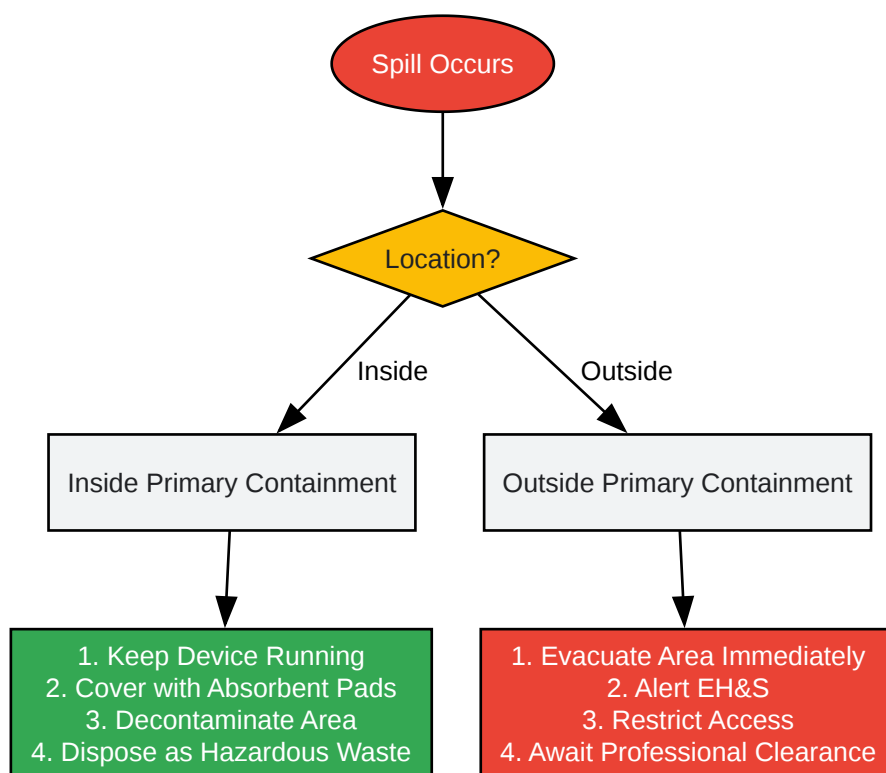 Spill Occurs
Location?
Inside
Outside
Inside Primary Containment
Outside Primary Containment
1. Keep Device Running
2. Cover with Absorbent Pads
3. Decontaminate Area
4. Dispose as Hazardous Waste
1. Evacuate Area Immediately
2. Alert EH&S
3. Restrict Access
4. Await Professional Clearance